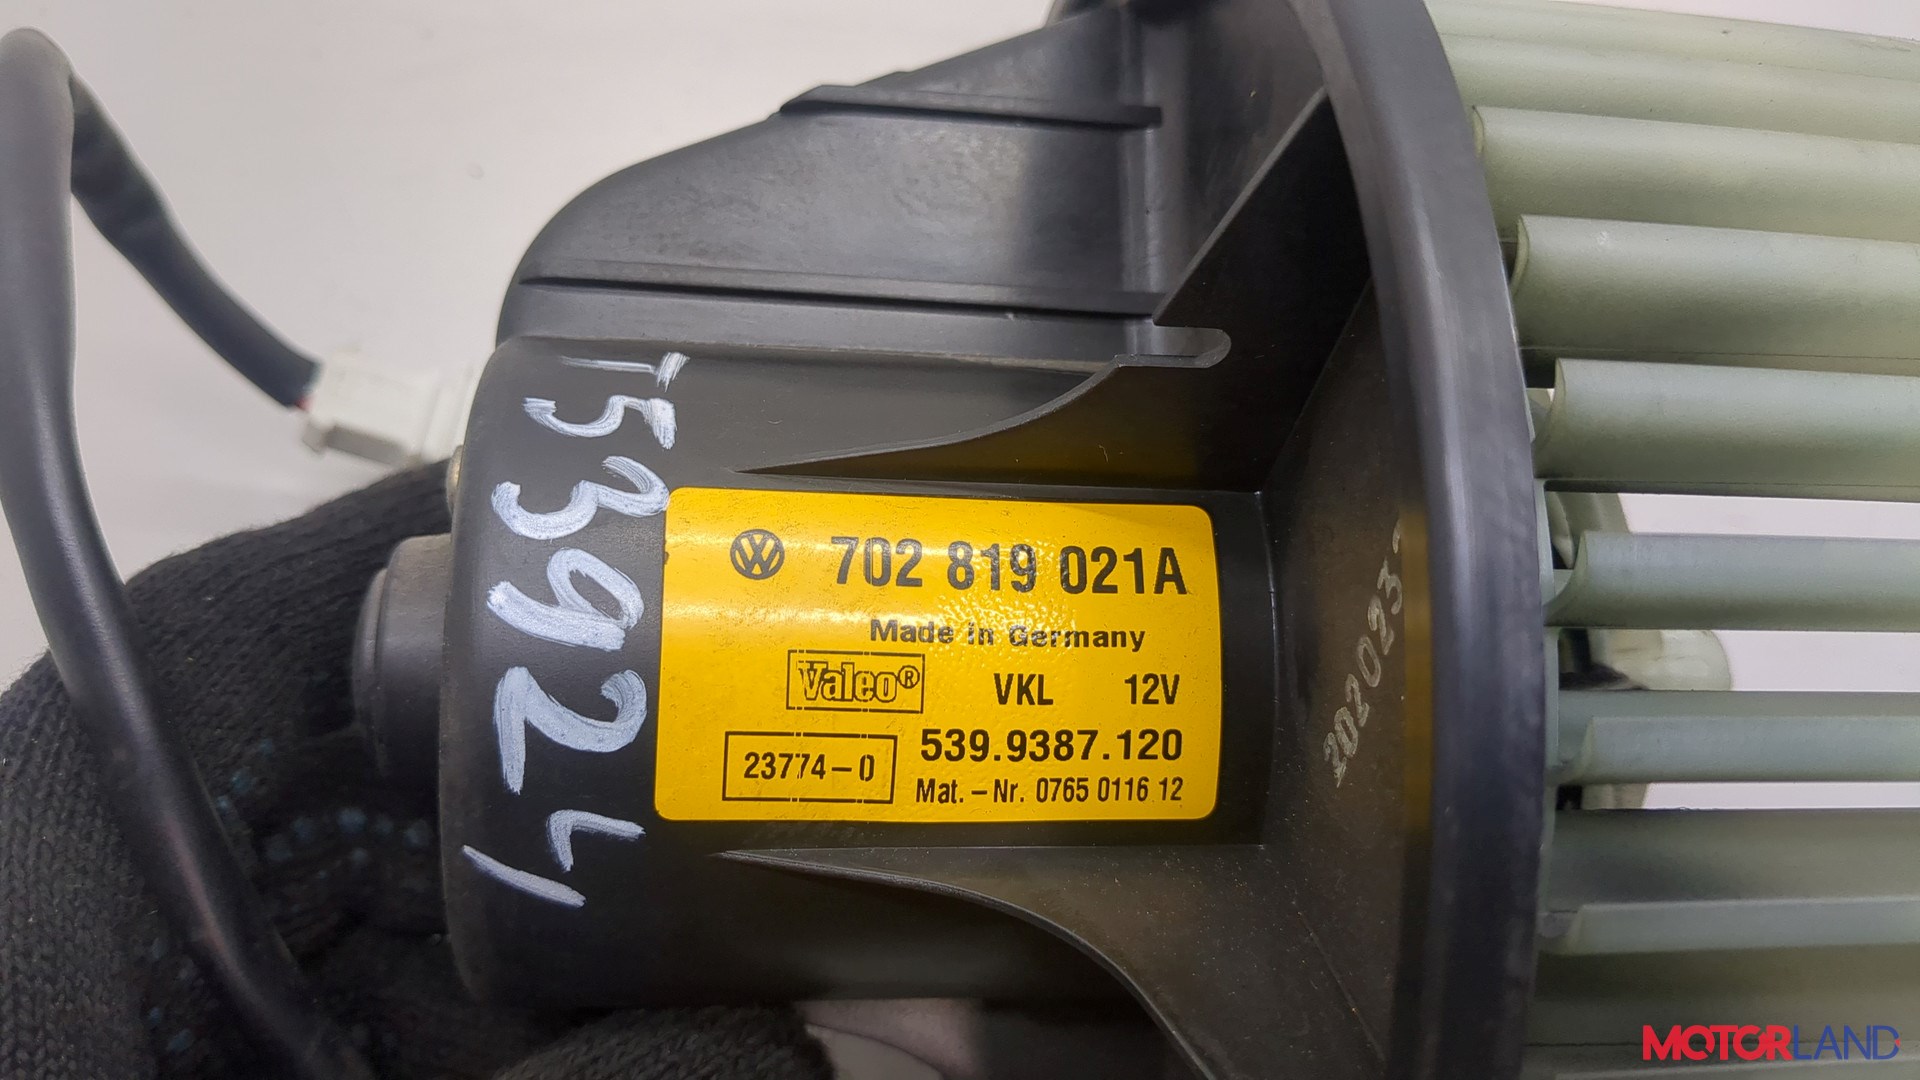 T53924
702 819 021A
Made in Germany
Valeo®
VKL 12V
539.9387.120
23774-0
Mat.-Nr. 0765 0116 12
MOTORLAND